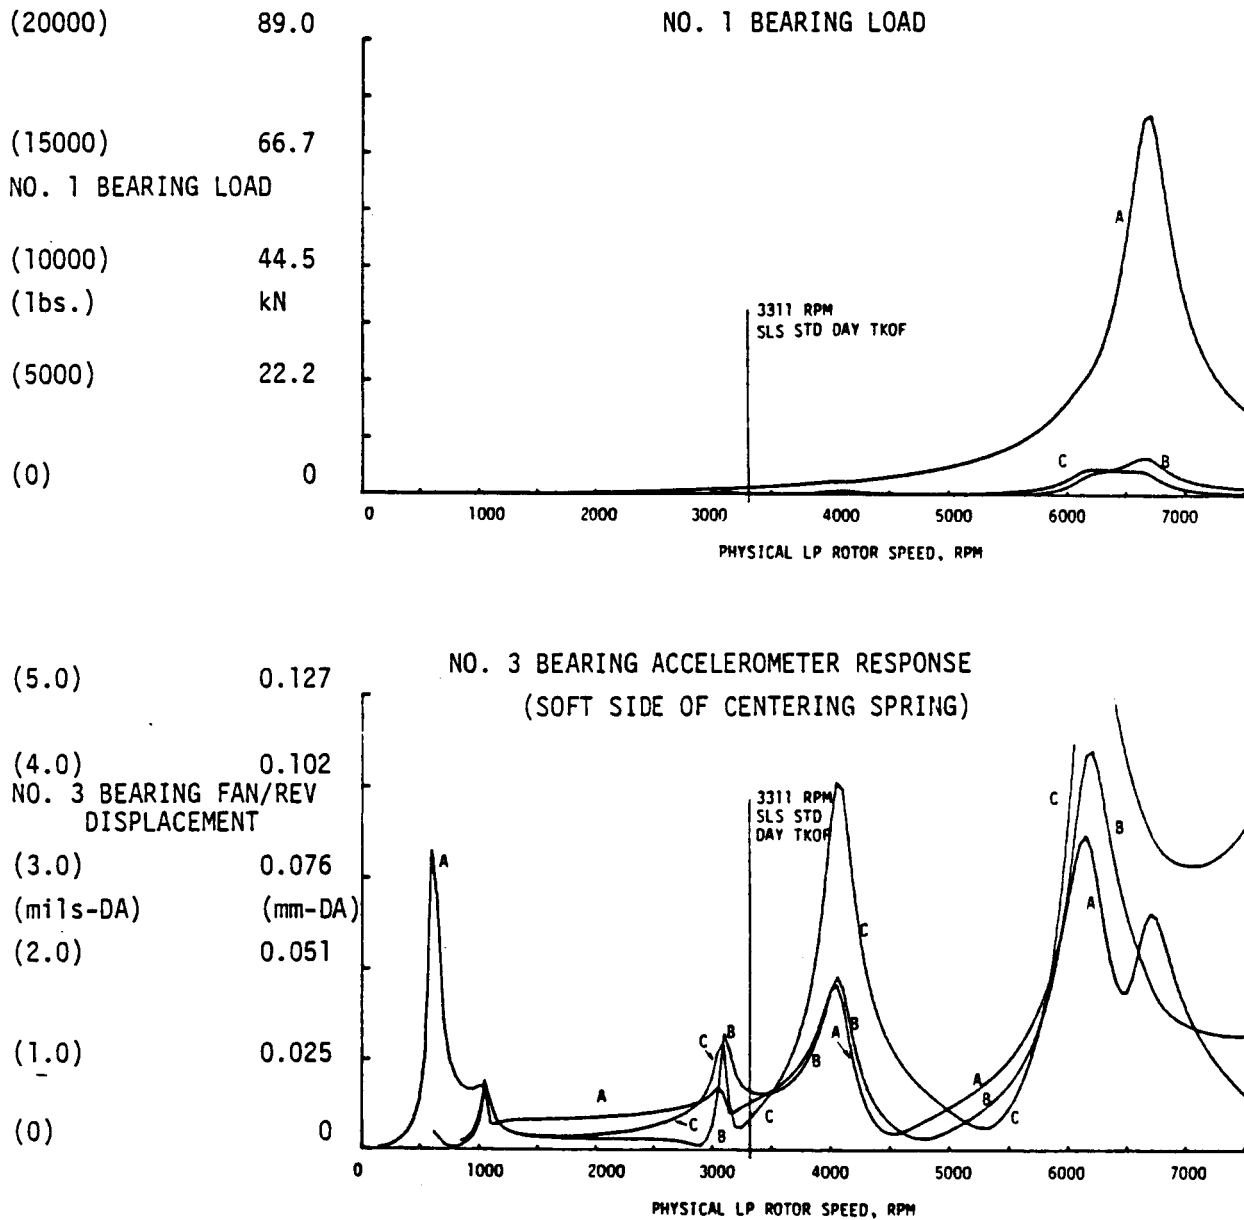 NO. 1 BEARING LOAD
(20000) 89.0
(15000) 66.7
NO. 1 BEARING LOAD
(10000) 44.5
(lbs.) kN
(5000) 22.2
(0) 0
A
3311 RPM
SLS STD DAY TKOF
C B
0 1000 2000 3000 4000 5000 6000 7000
PHYSICAL LP ROTOR SPEED, RPM
NO. 3 BEARING ACCELEROMETER RESPONSE
(SOFT SIDE OF CENTERING SPRING)
(5.0) 0.127
(4.0) 0.102
NO. 3 BEARING FAN/REV
DISPLACEMENT
(3.0) 0.076
(mils-DA) (mm-DA)
(2.0) 0.051
(1.0) 0.025
(0) 0
3311 RPM
SLS STD
DAY TKOF
A
A
C
B
C
B
C
C
B
A
B
A
B
C
C
B
A
0 1000 2000 3000 4000 5000 6000 7000
PHYSICAL LP ROTOR SPEED, RPM